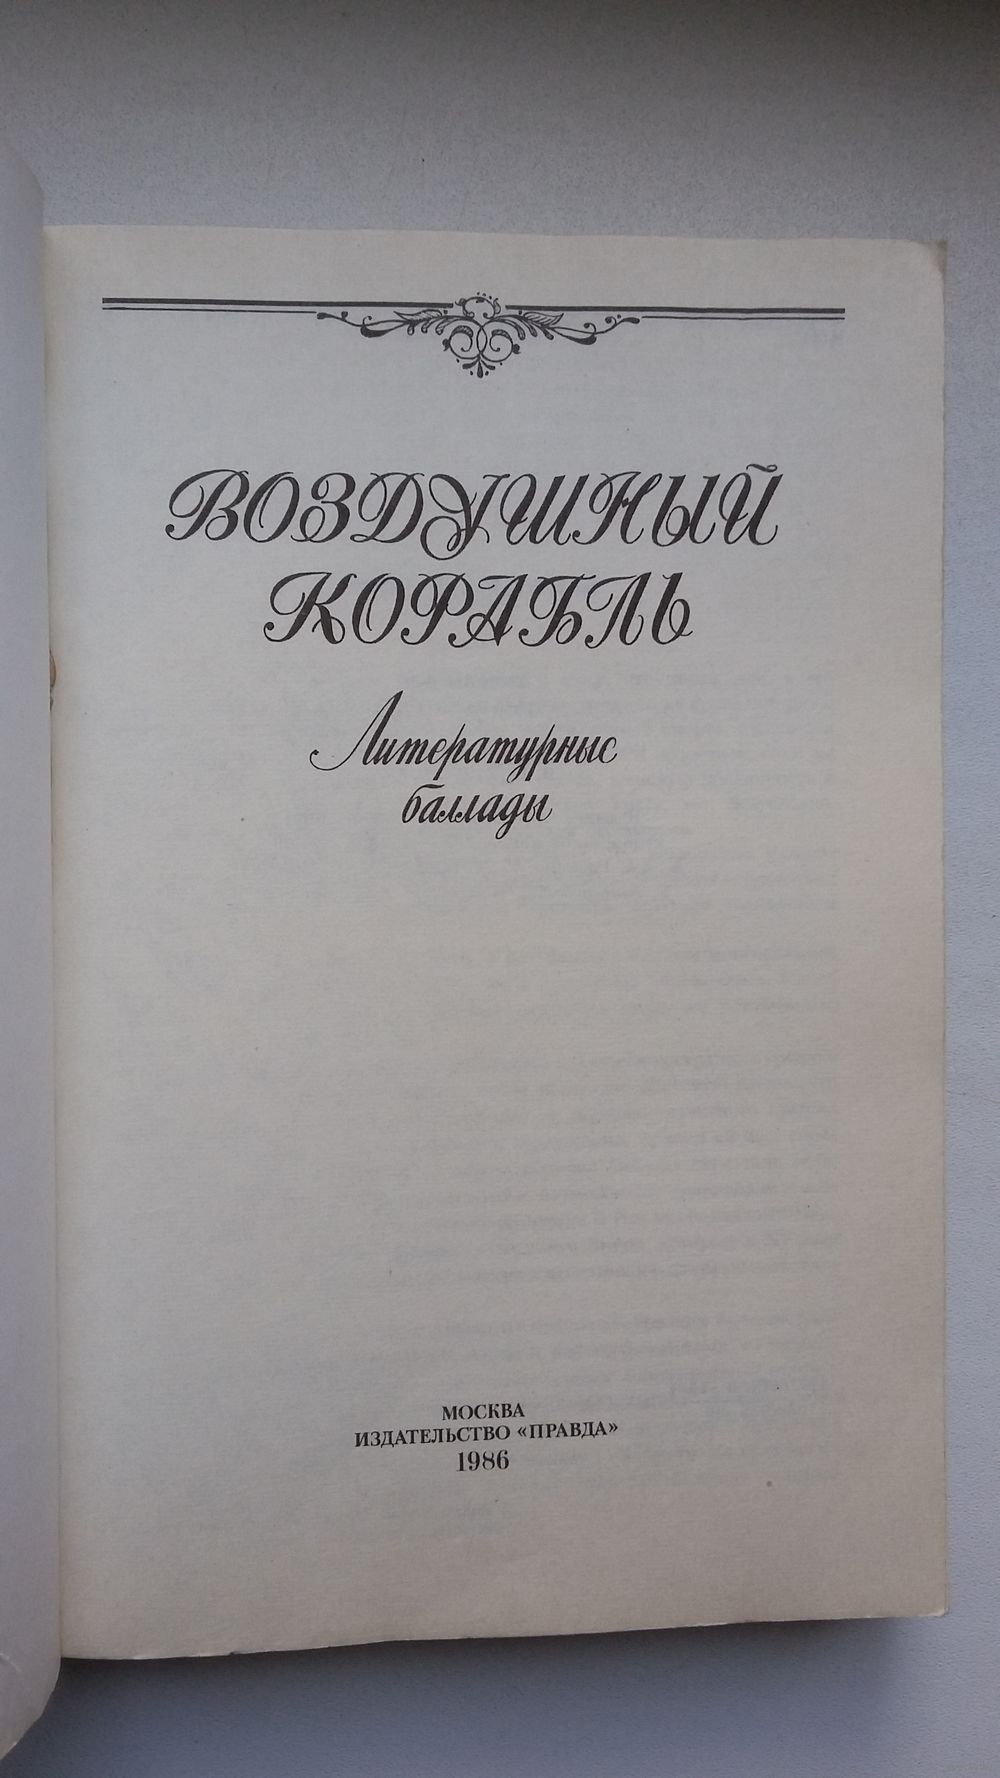 ВОЗДУШНЫЙ
КОРАБЛЬ
Литературные
баллады
МОСКВА
ИЗДАТЕЛЬСТВО «ПРАВДА»
1986